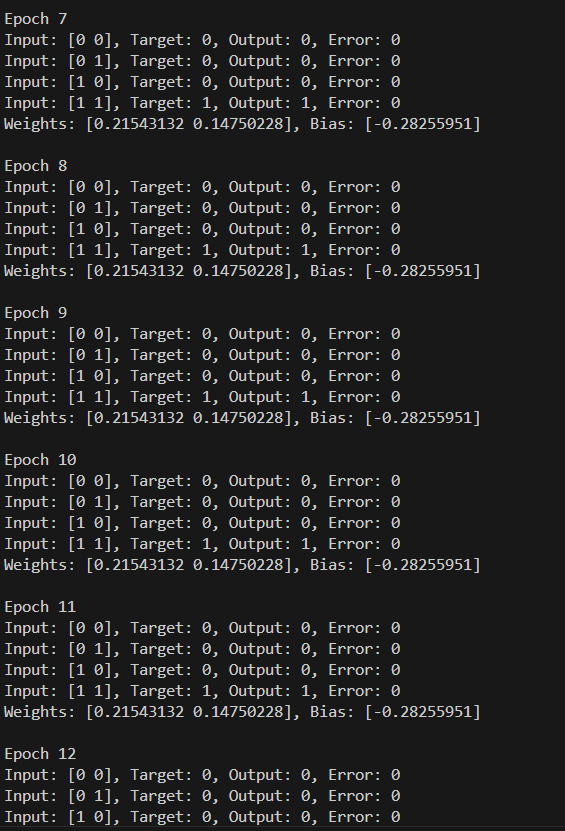 Epoch 7
Input: [0 0], Target: 0, Output: 0, Error: 0
Input: [0 1], Target: 0, Output: 0, Error: 0
Input: [1 0], Target: 0, Output: 0, Error: 0
Input: [1 1], Target: 1, Output: 1, Error: 0
Weights: [0.21543132 0.14750228], Bias: [-0.28255951]
Epoch 8
Input: [0 0], Target: 0, Output: 0, Error: 0
Input: [0 1], Target: 0, Output: 0, Error: 0
Input: [1 0], Target: 0, Output: 0, Error: 0
Input: [1 1], Target: 1, Output: 1, Error: 0
Weights: [0.21543132 0.14750228], Bias: [-0.28255951]
Epoch 9
Input: [0 0], Target: 0, Output: 0, Error: 0
Input: [0 1], Target: 0, Output: 0, Error: 0
Input: [1 0], Target: 0, Output: 0, Error: 0
Input: [1 1], Target: 1, Output: 1, Error: 0
Weights: [0.21543132 0.14750228], Bias: [-0.28255951]
Epoch 10
Input: [0 0], Target: 0, Output: 0, Error: 0
Input: [0 1], Target: 0, Output: 0, Error: 0
Input: [1 0], Target: 0, Output: 0, Error: 0
Input: [1 1], Target: 1, Output: 1, Error: 0
Weights: [0.21543132 0.14750228], Bias: [-0.28255951]
Epoch 11
Input: [0 0], Target: 0, Output: 0, Error: 0
Input: [0 1], Target: 0, Output: 0, Error: 0
Input: [1 0], Target: 0, Output: 0, Error: 0
Input: [1 1], Target: 1, Output: 1, Error: 0
Weights: [0.21543132 0.14750228], Bias: [-0.28255951]
Epoch 12
Input: [0 0], Target: 0, Output: 0, Error: 0
Input: [0 1], Target: 0, Output: 0, Error: 0
Input: [1 0], Target: 0, Output: 0, Error: 0